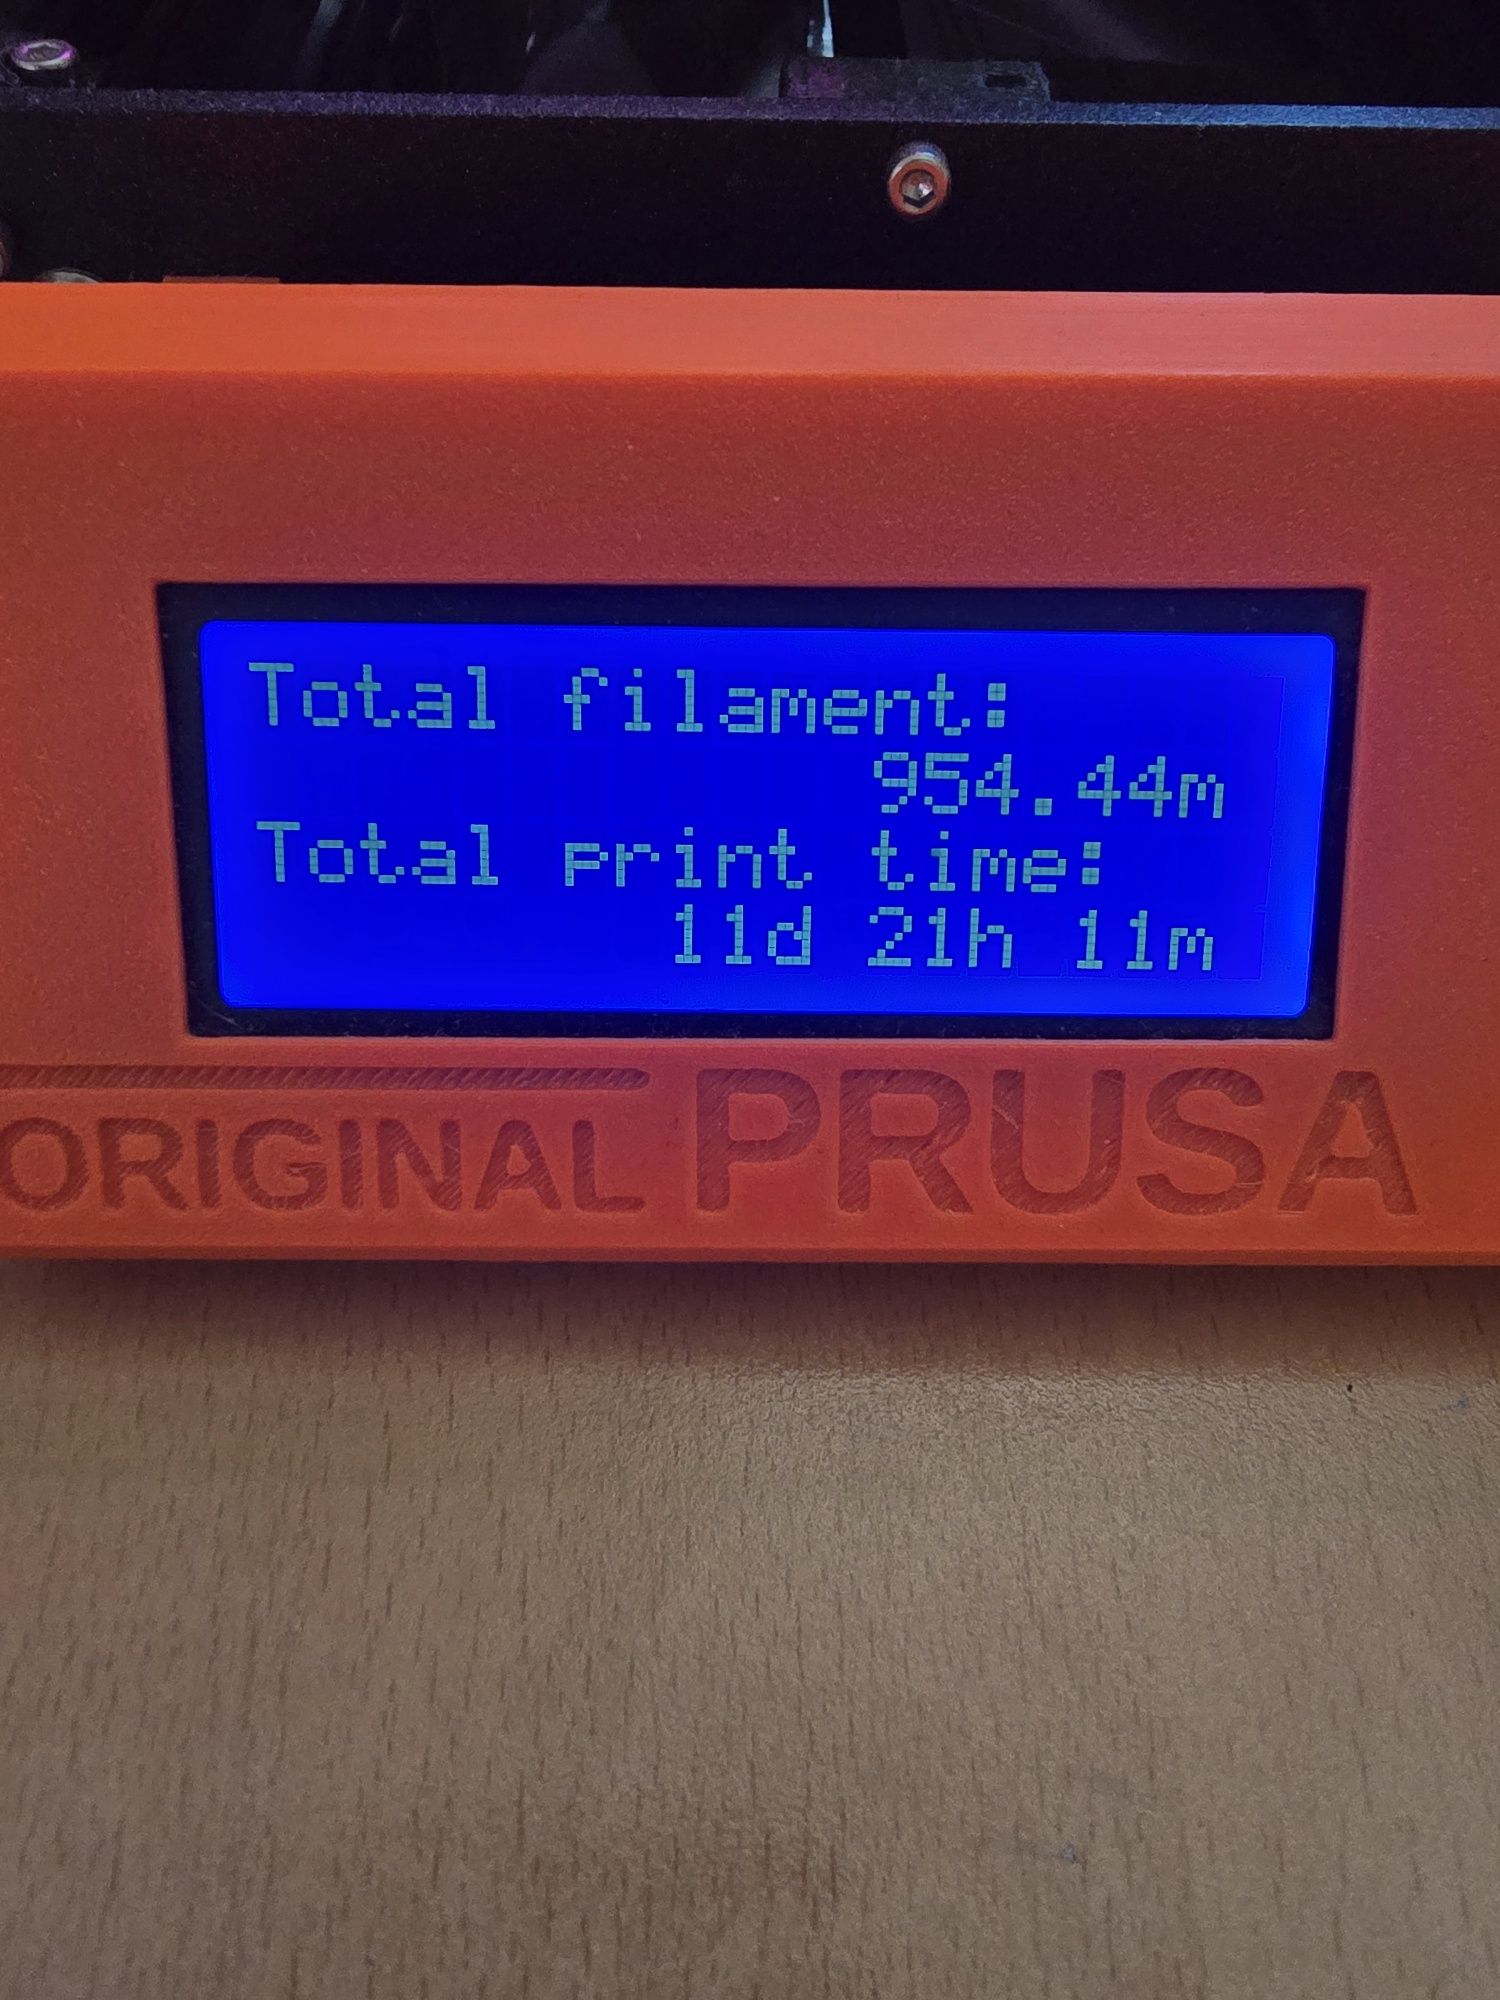 Total filament:
954.44m
Total print time:
11d 21h 11m
ORIGINAL PRUSA